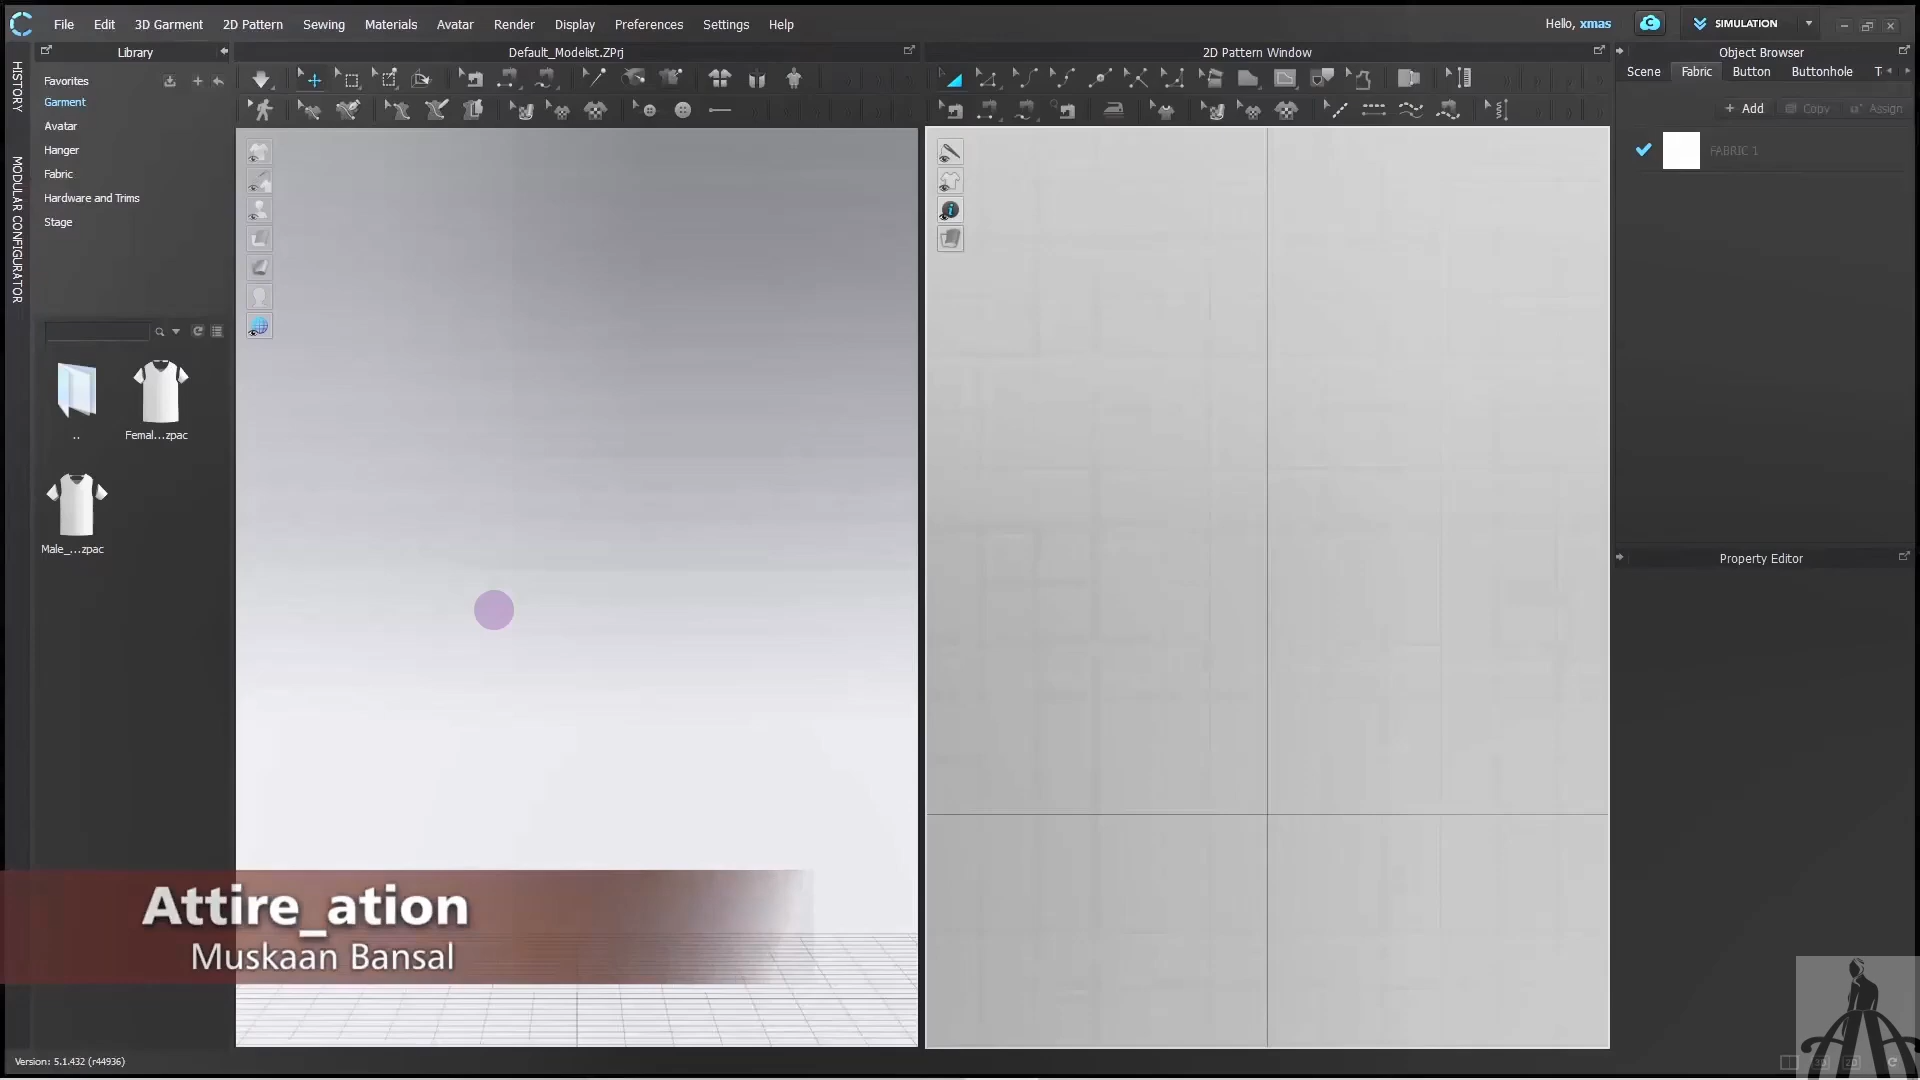 File Edit 3D Garment 2D Pattern Sewing Materials Avatar Render Display Preferences Settings Help
Hello, xmas
SIMULATION
Library
Default_Modelist.ZPrj
2D Pattern Window
Object Browser
HISTORY
MODULAR CONFIGURATOR
Favorites
Garment
Avatar
Hanger
Fabric
Hardware and Trims
Stage
..
Femal...zpac
Male_...zpac
Scene Fabric Button Buttonhole T
+ Add Copy Assign
FABRIC 1
Property Editor
Attire_ation
Muskaan Bansal
Version: 5.1.432 (r44936)
3D 2D